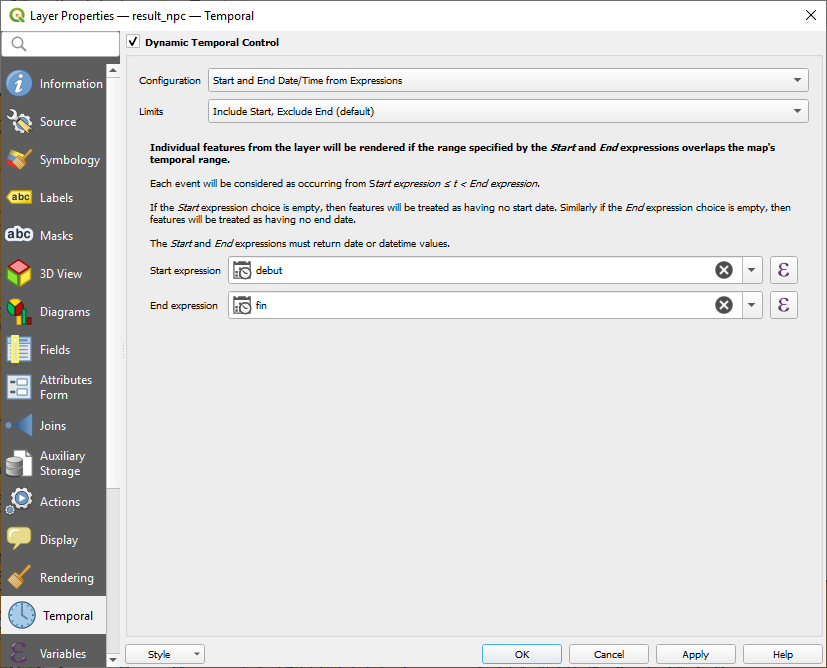 Layer Properties — result_npc — Temporal
Dynamic Temporal Control
Configuration Start and End Date/Time from Expressions
Limits Include Start, Exclude End (default)
Individual features from the layer will be rendered if the range specified by the Start and End expressions overlaps the map's
temporal range.
Each event will be considered as occurring from Start expression ≤ t < End expression.
If the Start expression choice is empty, then features will be treated as having no start date. Similarly if the End expression choice is empty, then
features will be treated as having no end date.
The Start and End expressions must return date or datetime values.
Start expression debut ε
End expression fin ε
Information
Source
Symbology
abc Labels
abc Masks
3D View
Diagrams
Fields
Attributes
Form
Joins
Auxiliary
Storage
Actions
Display
Rendering
Temporal
ε Variables
Style OK Cancel Apply Help